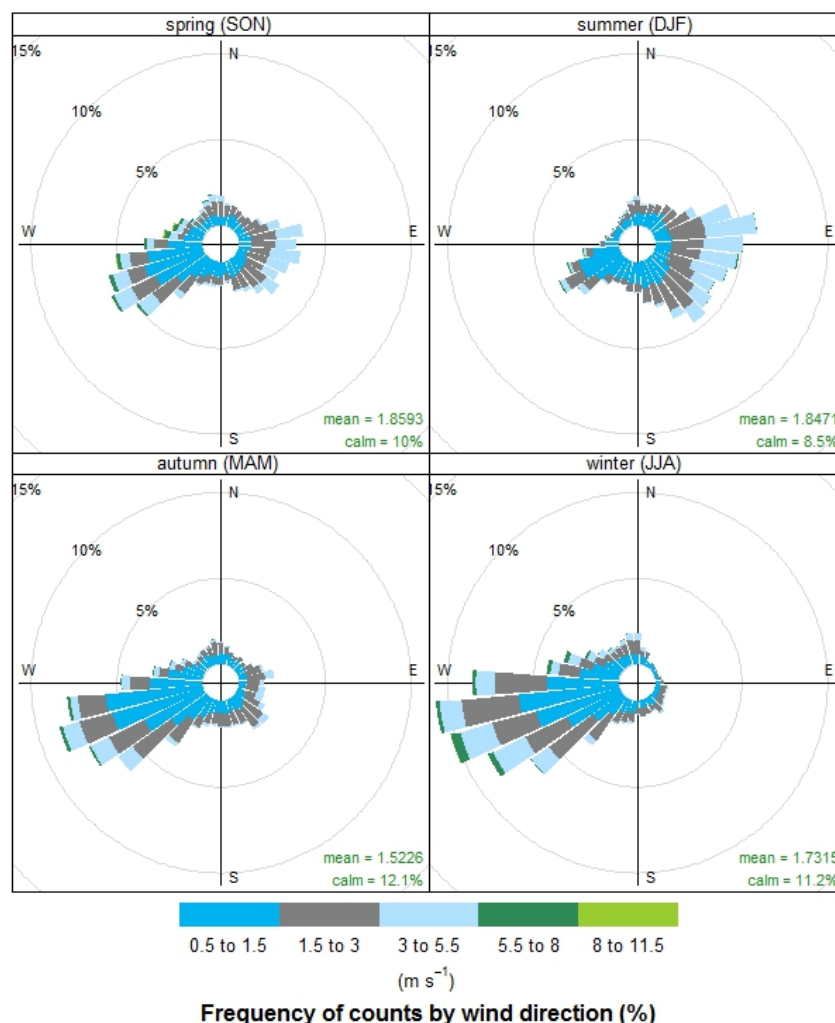 spring (SON)
summer (DJF)
15%
N
15%
N
10%
10%
5%
5%
W
E
W
E
S
mean = 1.8593
calm = 10%
S
mean = 1.8471
calm = 8.5%
autumn (MAM)
winter (JJA)
15%
N
15%
N
10%
10%
5%
5%
W
E
W
E
S
mean = 1.5226
calm = 12.1%
S
mean = 1.7315
calm = 11.2%
0.5 to 1.5
1.5 to 3
3 to 5.5
5.5 to 8
8 to 11.5
(m s⁻¹)
Frequency of counts by wind direction (%)